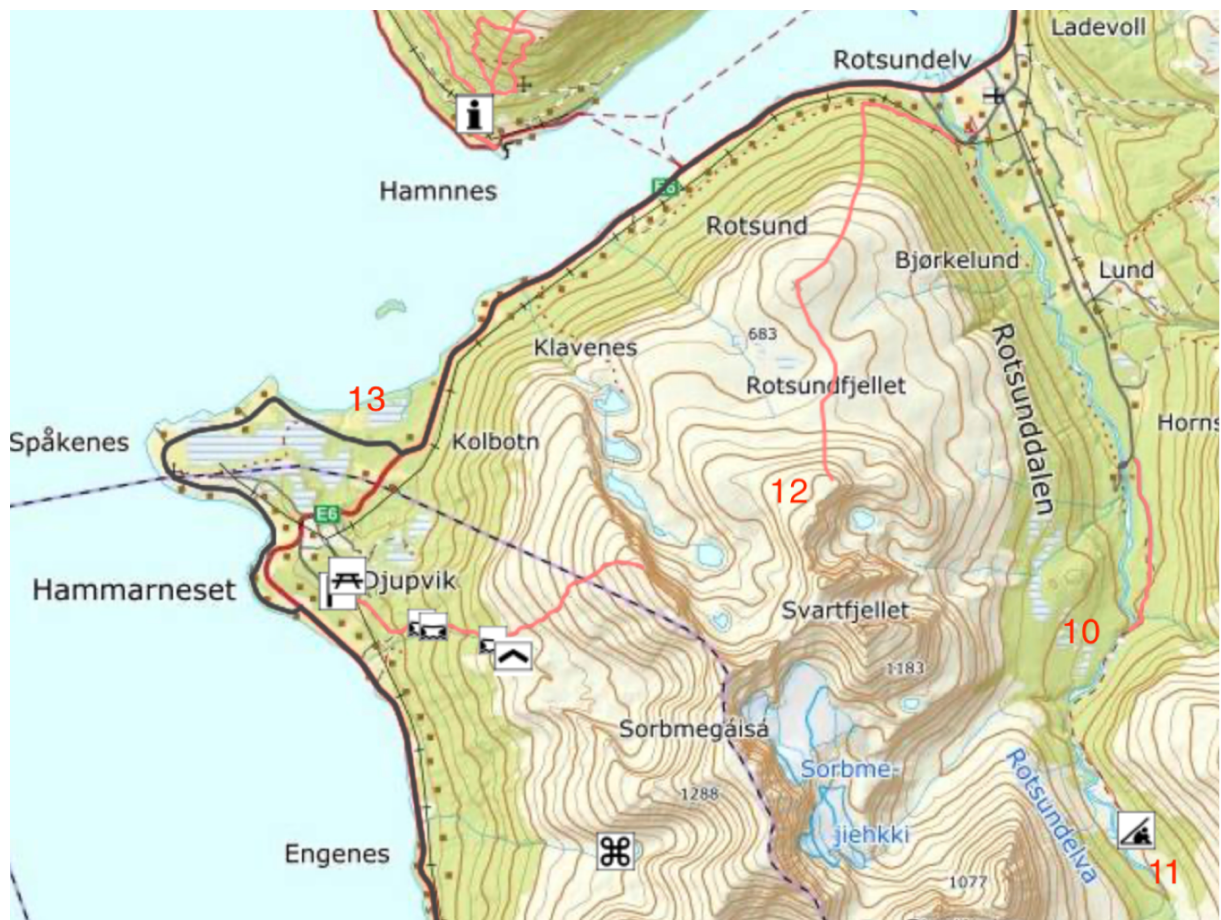 Ladevoll
Rotsundelv
i
Hamnnes
E6
Rotsund
Bjørkelund
Lund
683
Klavenes
Rotsunddalen
Rotsundfjellet
13
Horns
Spåkenes
Kolbotn
12
E6
Hammarneset
Djupvik
Svartfjellet
10
1183
Sorbmegáisá
Sorbme-
jiehkki
Rotsundelva
1288
Engenes
11
1077